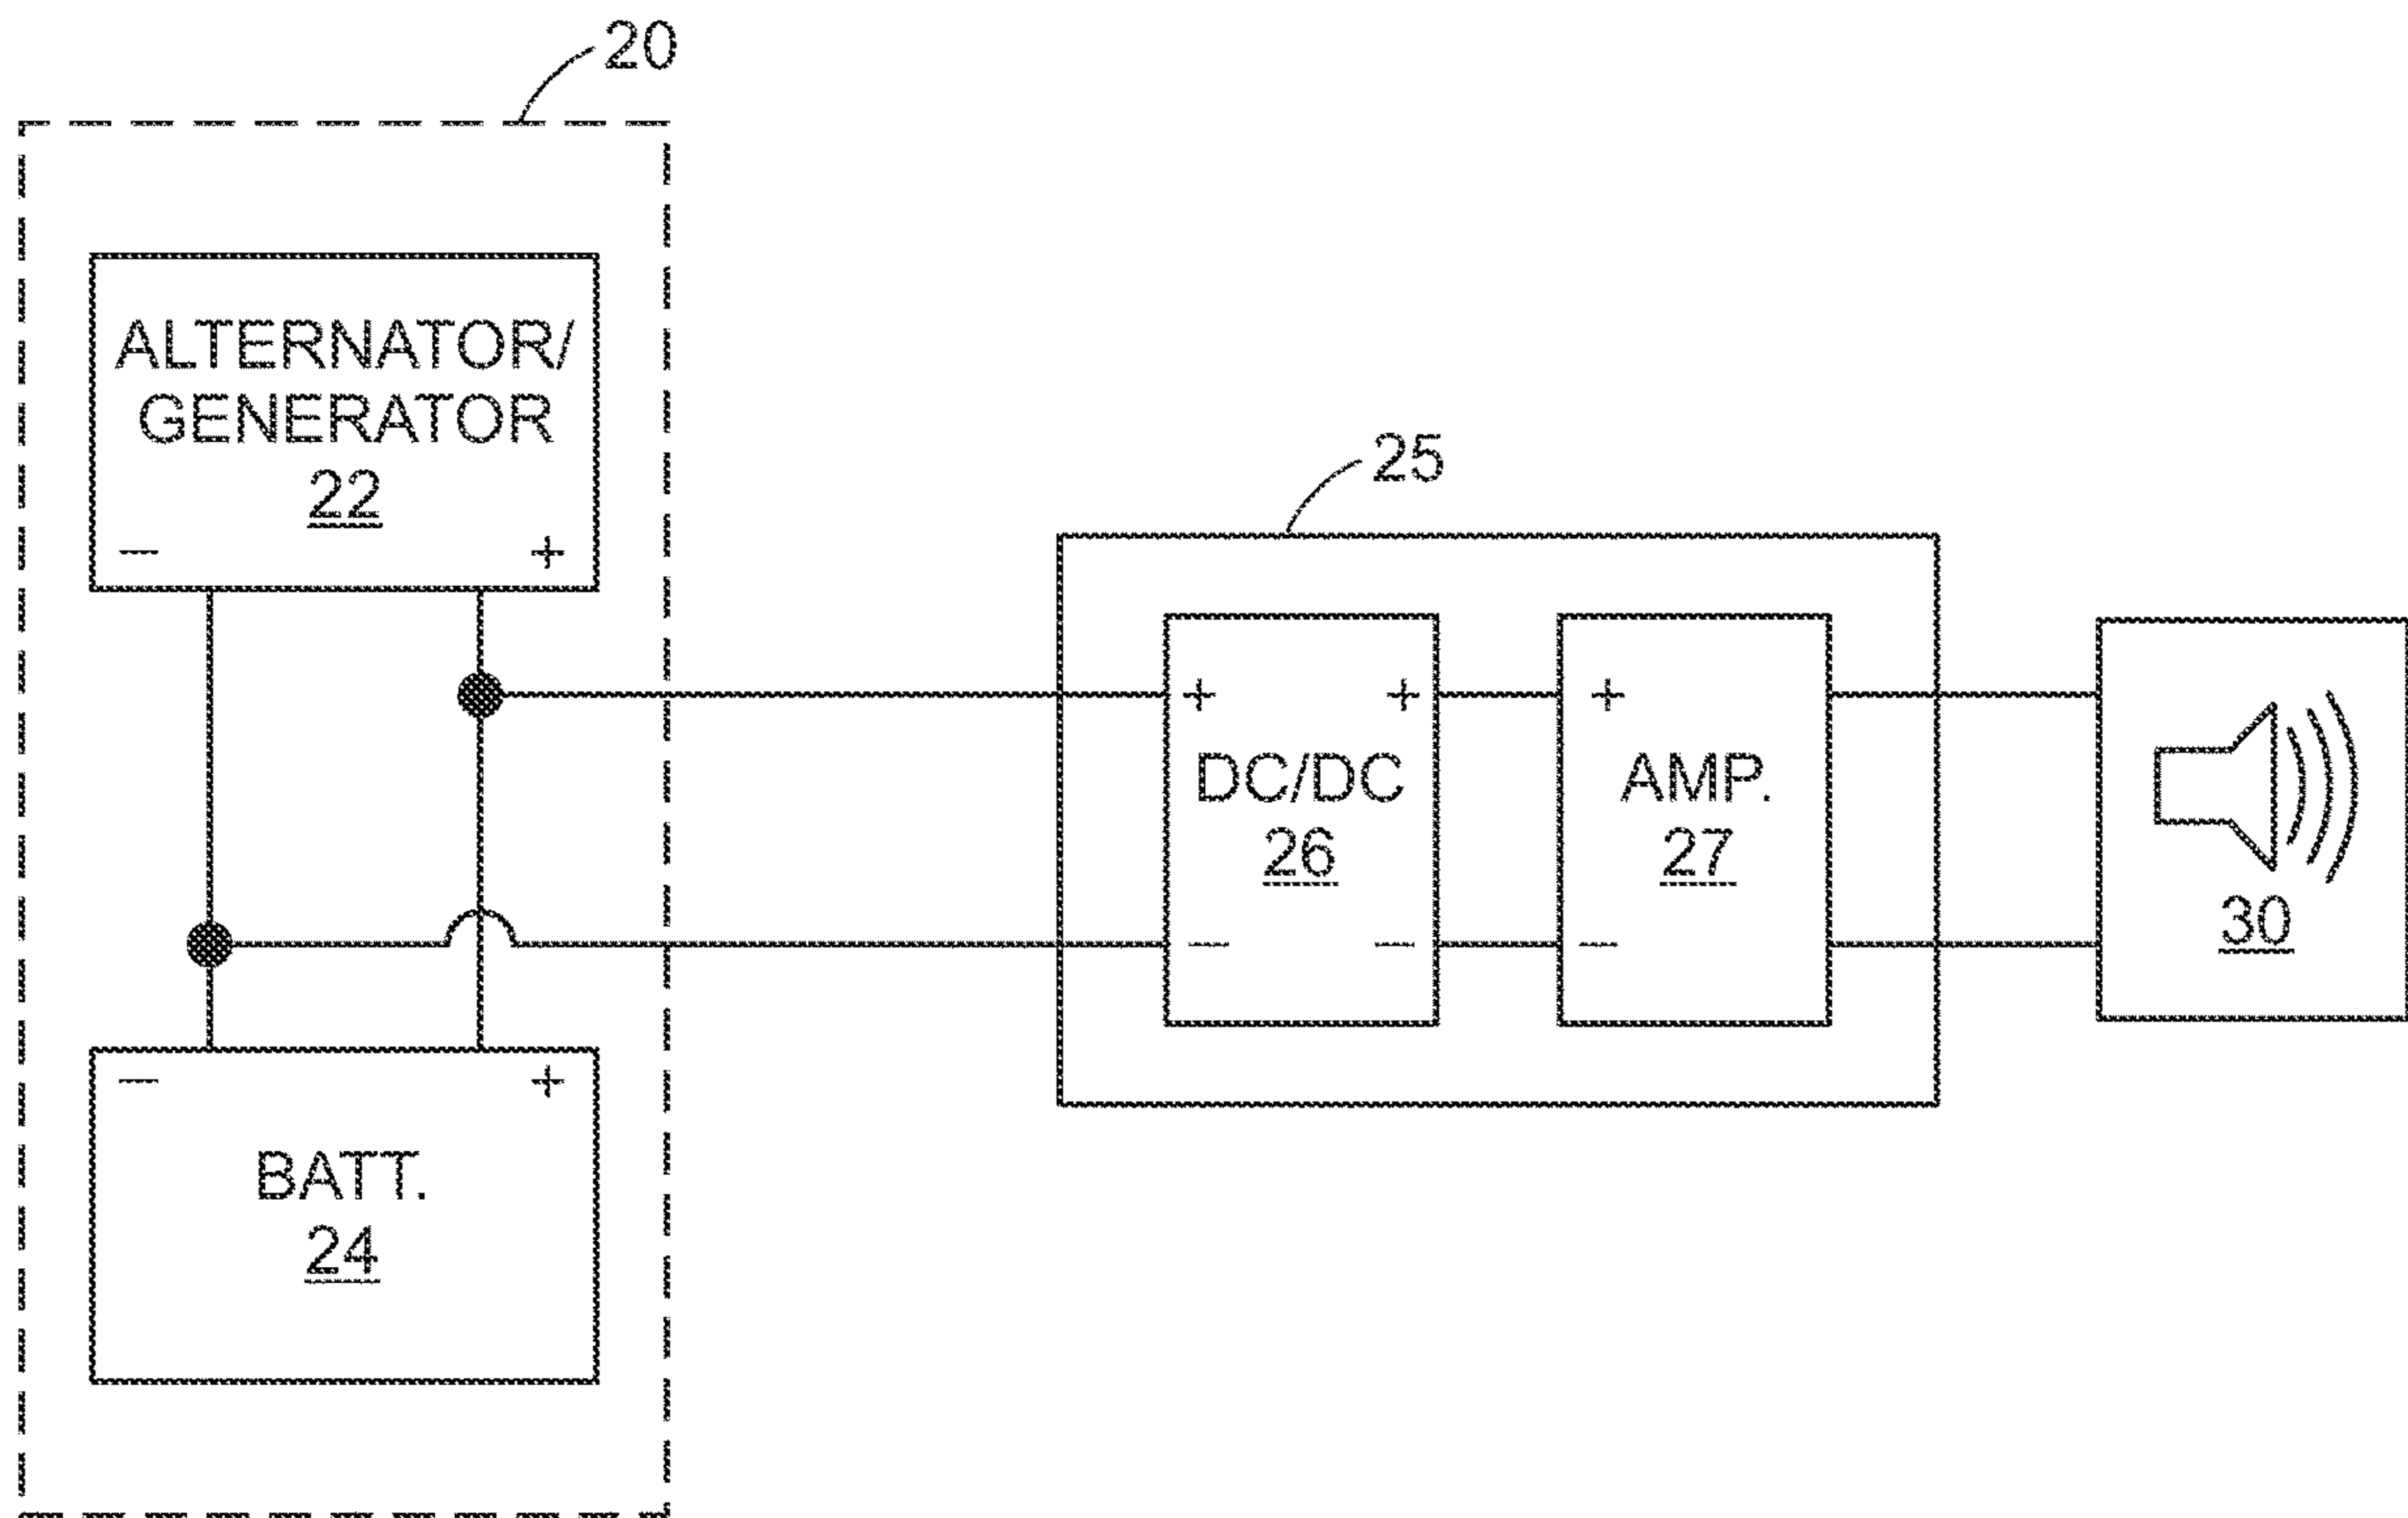 20
ALTERNATOR/
GENERATOR
22
— +
25
+ + +
DC/DC AMP.
26 27
30
— — —
— +
BATT.
24